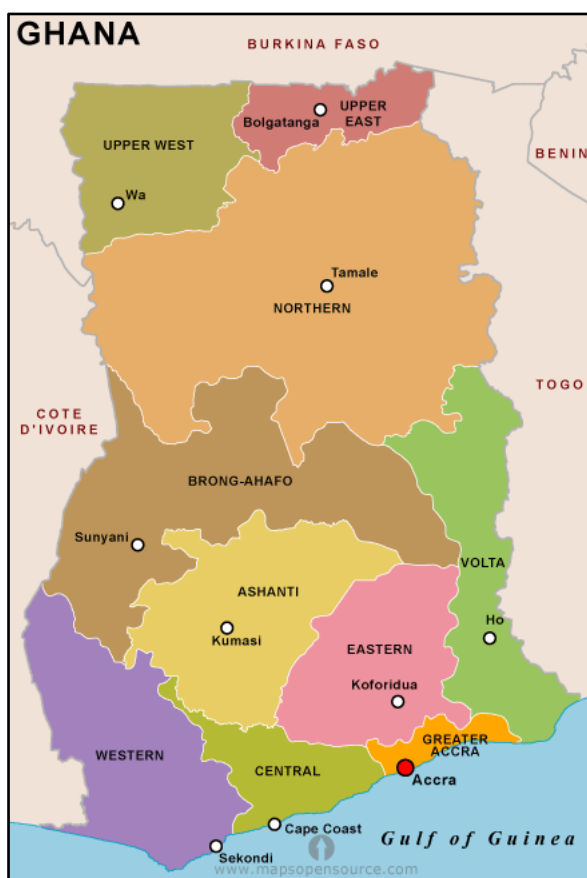 GHANA
BURKINA FASO
UPPER
EAST
Bolgatanga
UPPER WEST
BENIN
Wa
Tamale
NORTHERN
COTE
D'IVOIRE
TOGO
BRONG-AHAFO
Sunyani
VOLTA
ASHANTI
Ho
Kumasi
EASTERN
Koforidua
WESTERN
GREATER
ACCRA
CENTRAL
Accra
Cape Coast
Gulf of Guinea
Sekondi
www.mapsopensource.com